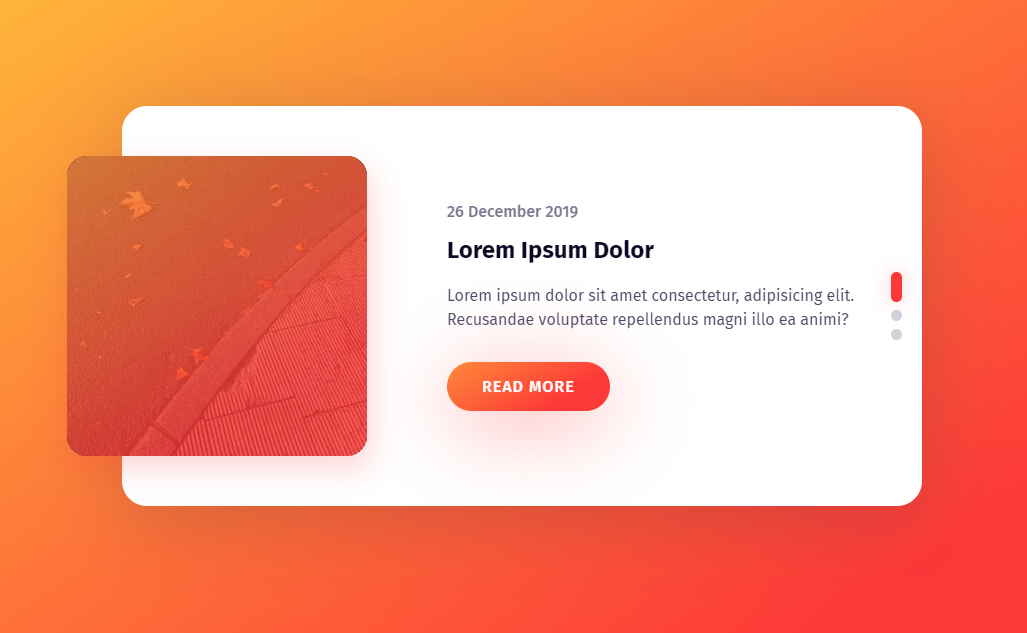 26 December 2019
Lorem Ipsum Dolor
Lorem ipsum dolor sit amet consectetur, adipisicing elit.
Recusandae voluptate repellendus magni illo ea animi?
READ MORE